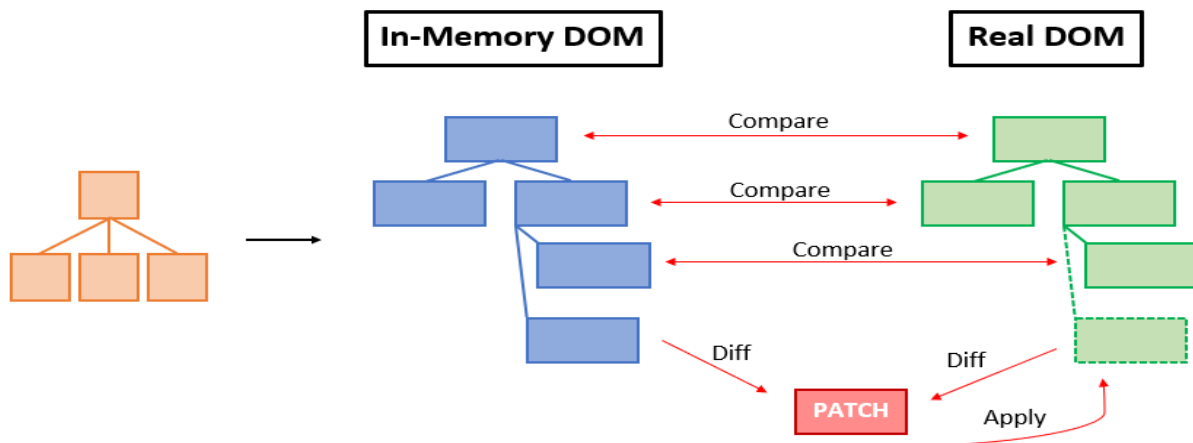 In-Memory DOM
Real DOM
Compare
Compare
Compare
Diff
Diff
PATCH
Apply